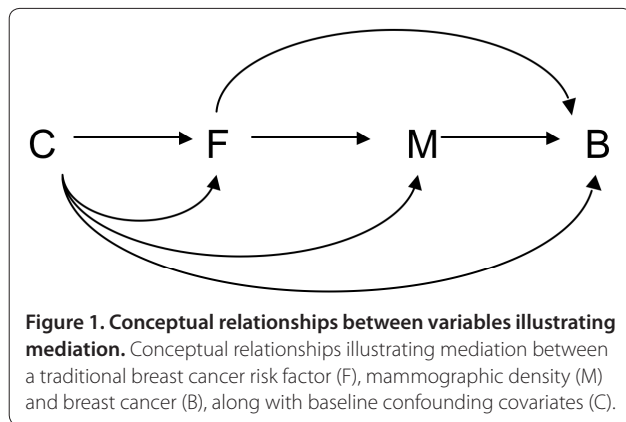 C F M B
Figure 1. Conceptual relationships between variables illustrating
mediation. Conceptual relationships illustrating mediation between
a traditional breast cancer risk factor (F), mammographic density (M)
and breast cancer (B), along with baseline confounding covariates (C).